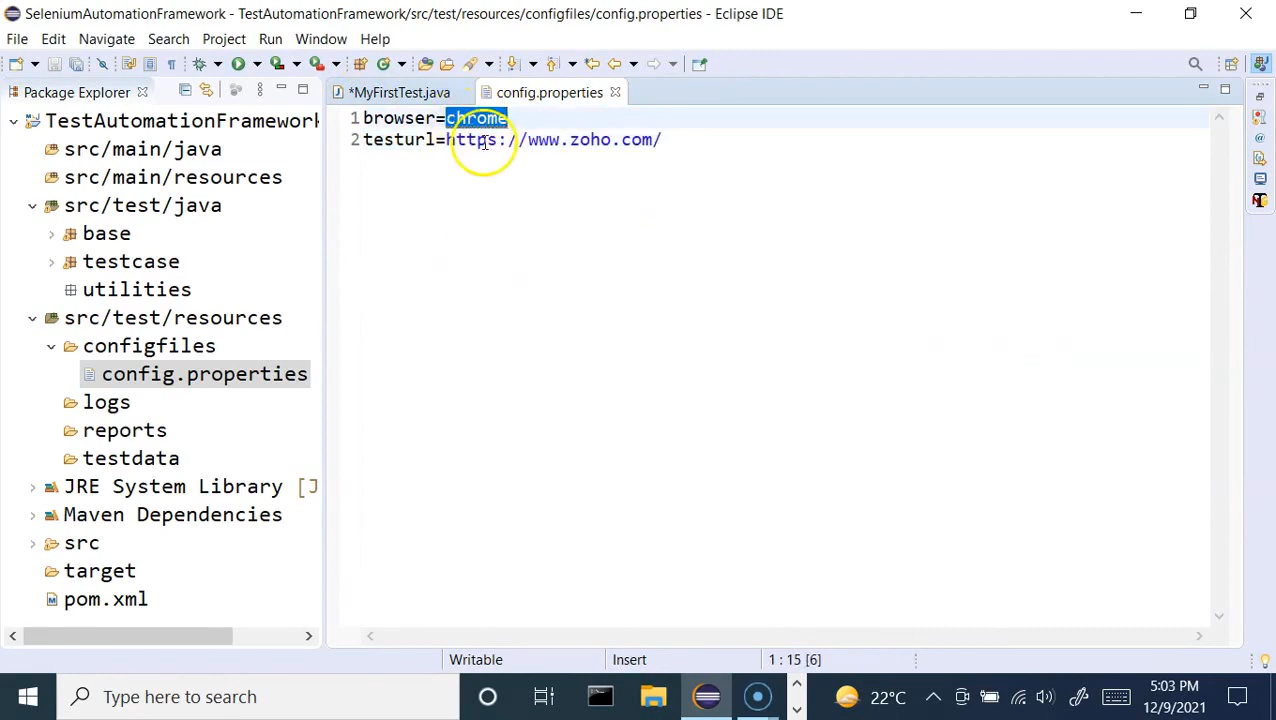 SeleniumAutomationFramework - TestAutomationFramework/src/test/resources/configfiles/config.properties - Eclipse IDE
File Edit Navigate Search Project Run Window Help
Package Explorer
*MyFirstTest.java
config.properties
TestAutomationFramework
src/main/java
src/main/resources
src/test/java
base
testcase
utilities
src/test/resources
configfiles
config.properties
logs
reports
testdata
JRE System Library [J
Maven Dependencies
src
target
pom.xml
1 browser=chrome
2 testurl=https://www.zoho.com/
Writable Insert 1 : 15 [6]
Type here to search
22°C
5:03 PM
12/9/2021